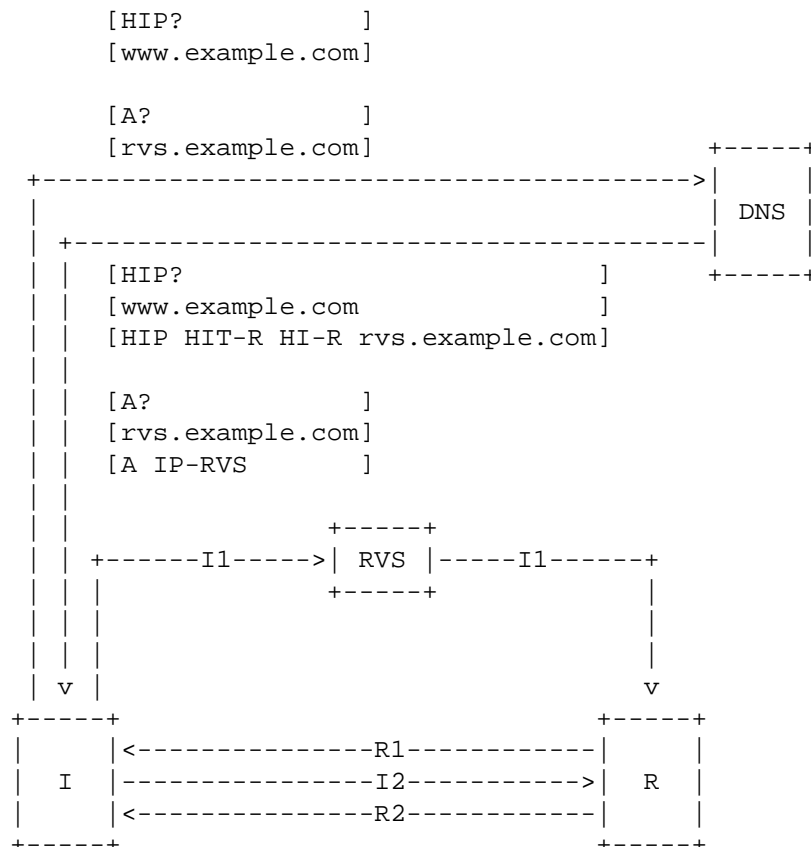 [HIP?           ]
[www.example.com]
[A?             ]
[rvs.example.com]
DNS
[HIP?                          ]
[www.example.com               ]
[HIP HIT-R HI-R rvs.example.com]
[A?             ]
[rvs.example.com]
[A IP-RVS       ]
I1 RVS I1
R1
I I2 R
R2